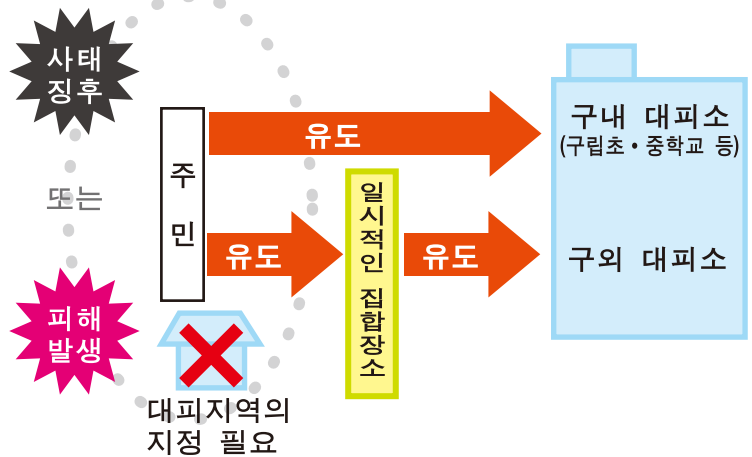 사태
징후
또는
피해
발생
주민
유도
유도
일시적인 집합장소
유도
구내 대피소
(구립초・중학교 등)
구외 대피소
대피지역의
지정 필요